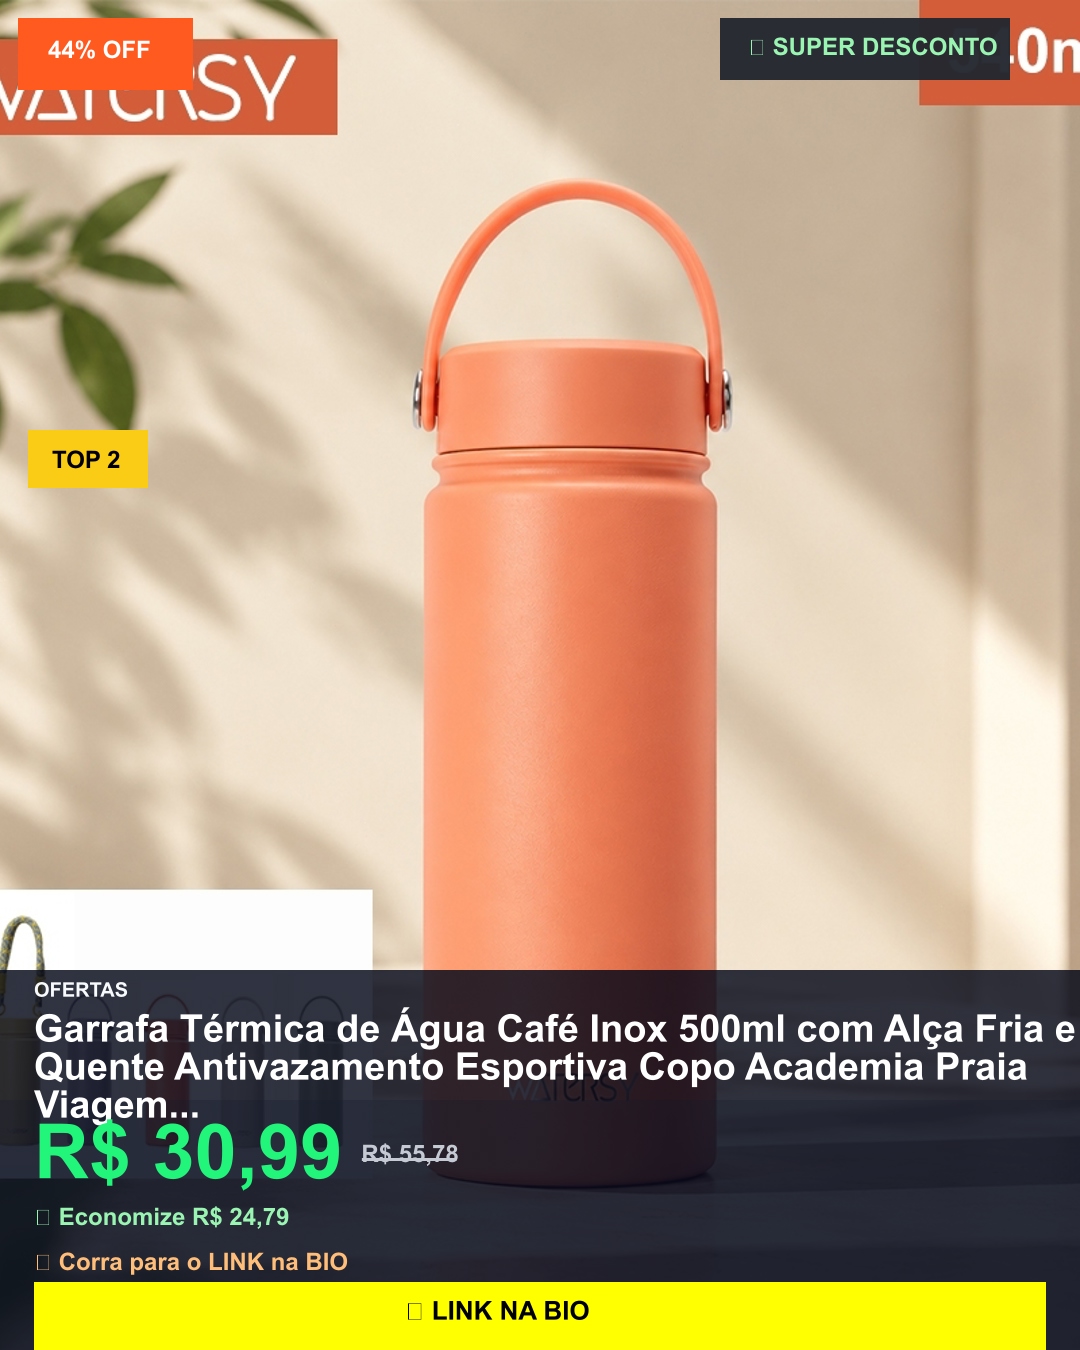 44% OFF
SUPER DESCONTO
WATERSY
TOP 2
OFERTAS
Garrafa Térmica de Água Café Inox 500ml com Alça Fria e
Quente Antivazamento Esportiva Copo Academia Praia
Viagem...
WATERSY
R$ 30,99 R$ 55,78
Economize R$ 24,79
Corra para o LINK na BIO
LINK NA BIO